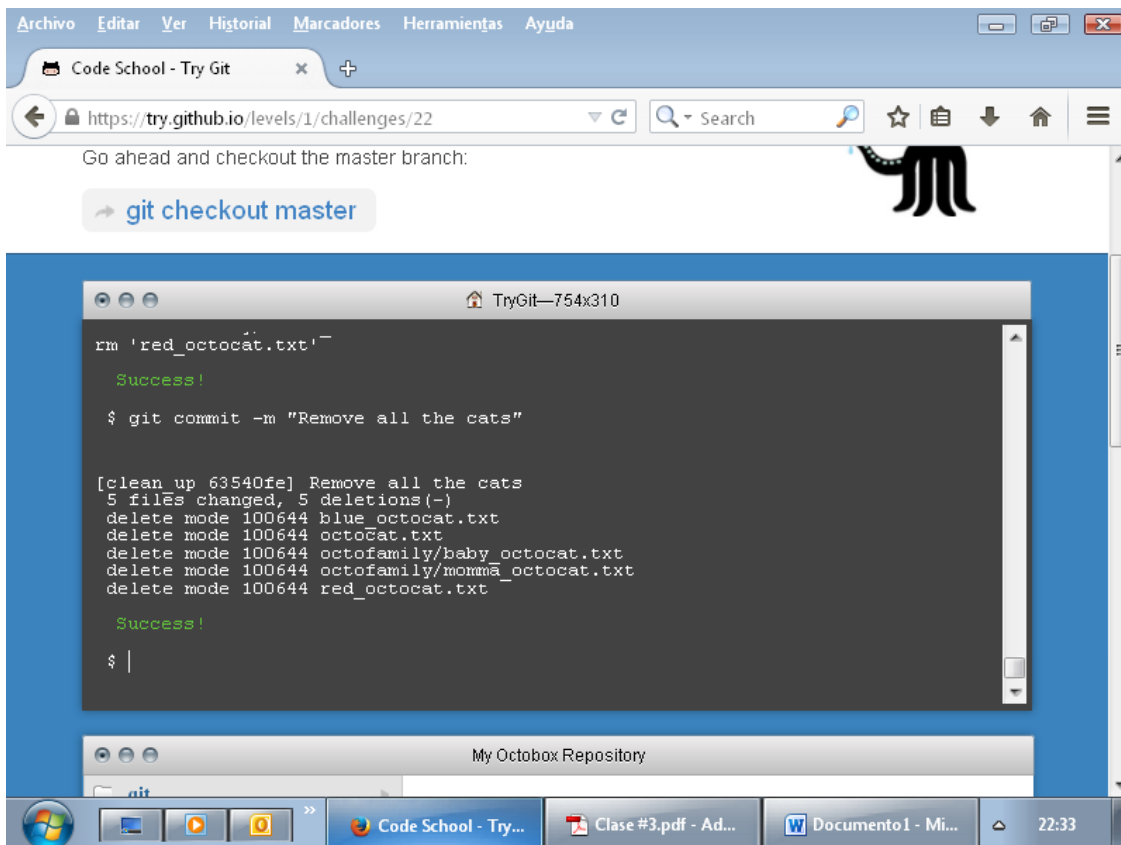 Archivo Editar Ver Historial Marcadores Herramientas Ayuda
Code School - Try Git
https://try.github.io/levels/1/challenges/22
Search
Go ahead and checkout the master branch:
git checkout master
TryGit—754x310
rm 'red_octocat.txt'
Success!
$ git commit -m "Remove all the cats"
[clean_up 63540fe] Remove all the cats
5 files changed, 5 deletions(-)
delete mode 100644 blue_octocat.txt
delete mode 100644 octocat.txt
delete mode 100644 octofamily/baby_octocat.txt
delete mode 100644 octofamily/momma_octocat.txt
delete mode 100644 red_octocat.txt
Success!
$
My Octobox Repository
.git
Code School - Try...
Clase #3.pdf - Ad...
Documento1 - Mi...
22:33